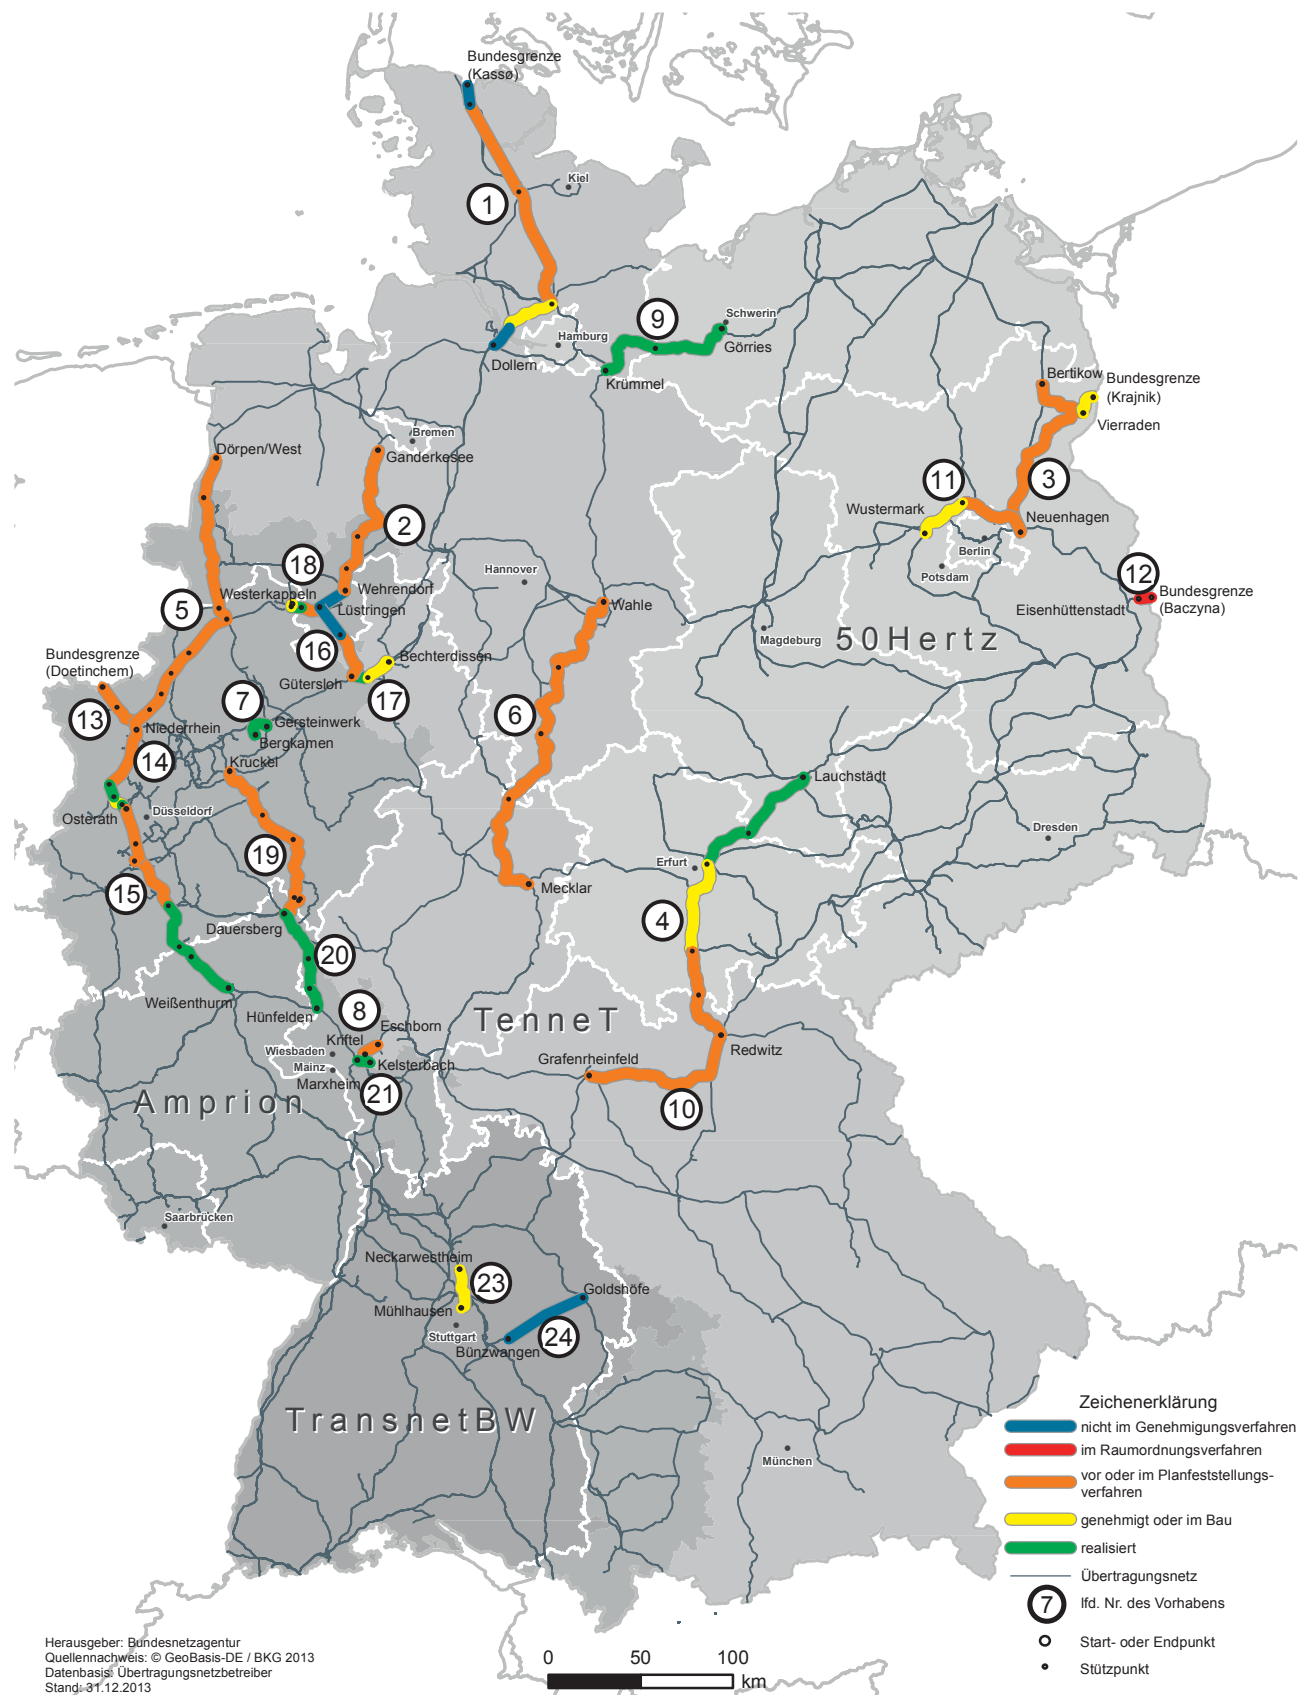 Bundesgrenze
(Kassø)
Kiel
1
Schwerin
9
Hamburg
Görries
Dollern
Krümmel
Bertikow
Bundesgrenze
(Krajnik)
Vierraden
Bremen
Dörpen/West
Ganderkesee
11
3
Wustermark
2
Neuenhagen
Berlin
18
Hannover
Potsdam
12
Westerkappeln
Wehrendorf
Bundesgrenze
(Baczyna)
5
Lüstringen
Wahle
Eisenhüttenstadt
Magdeburg
50Hertz
16
Bundesgrenze
(Doetinchem)
Bechterdissen
Gütersloh
17
7
6
13
Gersteinwerk
Niederrhein
Bergkamen
14
Kruckel
Lauchstädt
Osterath
Düsseldorf
Dresden
19
Erfurt
15
Mecklar
4
Dauersberg
20
Weißenthurm
8
Hünfelden
TenneT
Eschborn
Kriftel
Redwitz
Wiesbaden
Grafenrheinfeld
Mainz
Kelsterbach
Marxheim
21
Amprion
10
Saarbrücken
Neckarwestheim
23
Goldshöfe
Mühlhausen
Stuttgart
24
Bünzwangen
TransnetBW
München
Zeichenerklärung
nicht im Genehmigungsverfahren
im Raumordnungsverfahren
vor oder im Planfeststellungs-
verfahren
genehmigt oder im Bau
realisiert
Übertragungsnetz
7
lfd. Nr. des Vorhabens
Start- oder Endpunkt
Stützpunkt
Herausgeber: Bundesnetzagentur
Quellennachweis: © GeoBasis-DE / BKG 2013
Datenbasis: Übertragungsnetzbetreiber
Stand: 31.12.2013
0 50 100
km